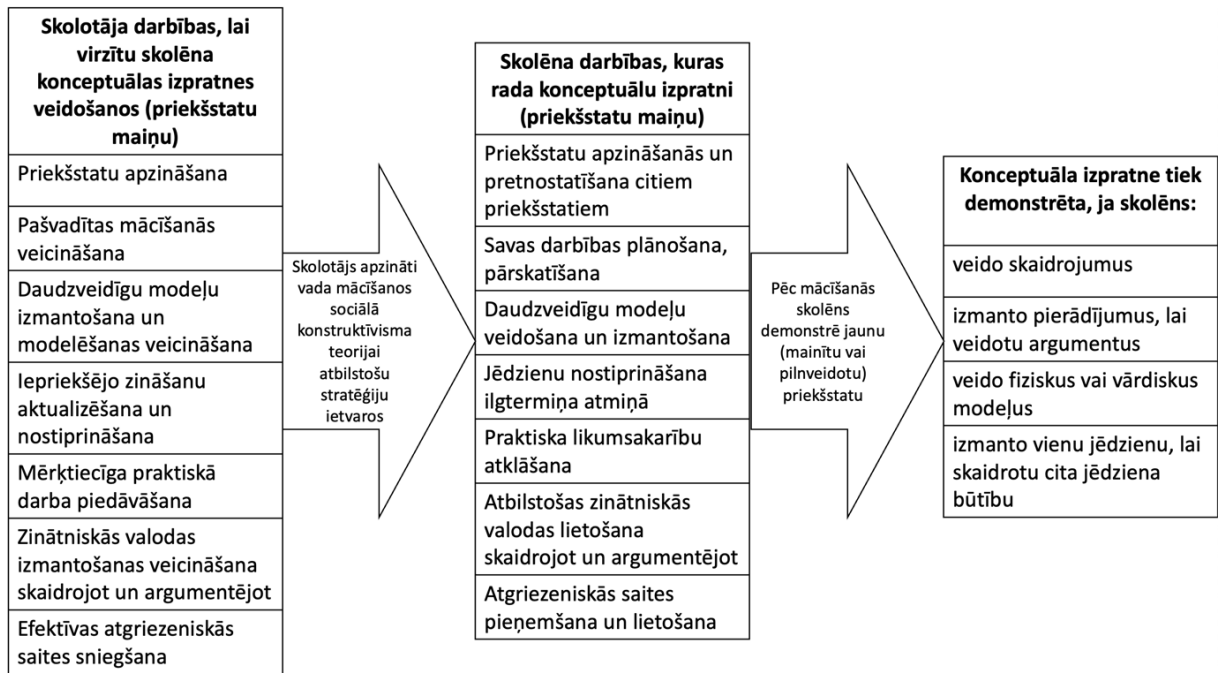 Skolotāja darbības, lai
virzītu skolēna
konceptuālas izpratnes
veidošanos (priekšstatu
maiņu)
Priekšstatu apzināšana
Pašvadītas mācīšanās
veicināšana
Daudzveidīgu modeļu
izmantošana un
modelēšanas veicināšana
Iepriekšējo zināšanu
aktualizēšana un
nostiprināšana
Mērķtiecīga praktiskā
darba piedāvāšana
Zinātniskās valodas
izmantošanas veicināšana
skaidrojot un argumentējot
Efektīvas atgriezeniskās
saites sniegšana
Skolotājs apzināti
vada mācīšanos
sociālā
konstruktīvisma
teorijai
atbilstošu
stratēģiju
ietvaros
Skolēna darbības, kuras
rada konceptuālu izpratni
(priekšstatu maiņu)
Priekšstatu apzināšanās un
pretnostatīšana citiem
priekšstatiem
Savas darbības plānošana,
pārskatīšana
Daudzveidīgu modeļu
veidošana un izmantošana
Jēdzienu nostiprināšana
ilgtermiņa atmiņā
Praktiska likumsakarību
atklāšana
Atbilstošas zinātniskās
valodas lietošana
skaidrojot un argumentējot
Atgriezeniskās saites
pieņemšana un lietošana
Pēc mācīšanās
skolēns
demonstrē jaunu
(mainītu vai
pilnveidotu)
priekšstatu
Konceptuāla izpratne tiek
demonstrēta, ja skolēns:
veido skaidrojumus
izmanto pierādījumus, lai
veidotu argumentus
veido fiziskus vai vārdiskus
modeļus
izmanto vienu jēdzienu, lai
skaidrotu cita jēdziena
būtību